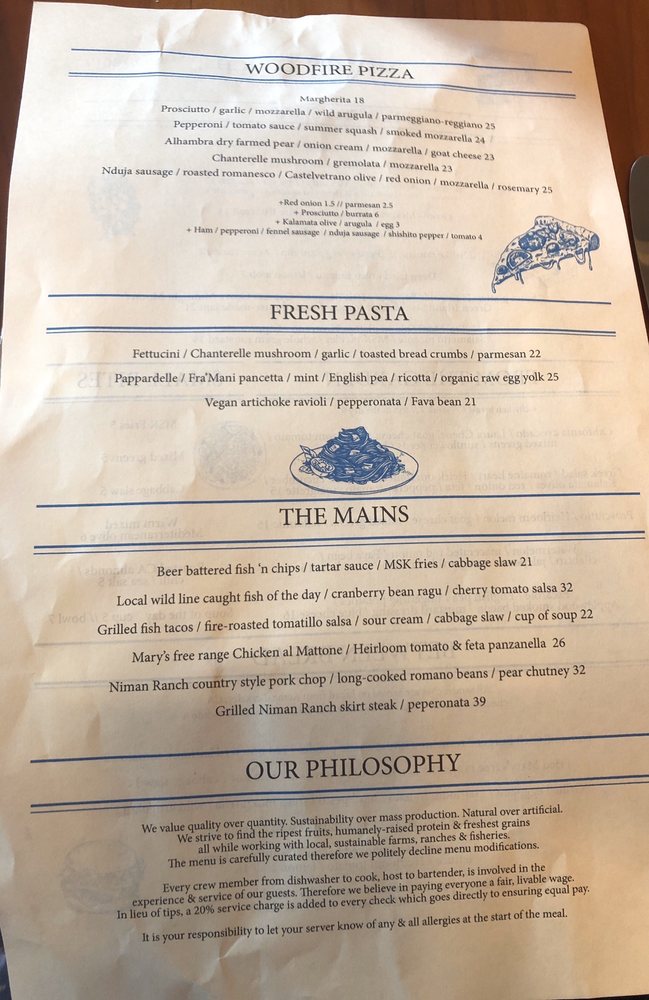 WOODFIRE PIZZA
Margherita 18
Prosciutto / garlic / mozzarella / wild arugula / parmeggiano-reggiano 25
Pepperoni / tomato sauce / summer squash / smoked mozzarella 24
Alhambra dry farmed pear / onion cream / mozzarella / goat cheese 23
Chanterelle mushroom / gremolata / mozzarella 23
Nduja sausage / roasted romanesco / Castelvetrano olive / red onion / mozzarella / rosemary 25
+Red onion 1.5 // parmesan 2.5
+ Prosciutto / burrata 6
+ Kalamata olive / arugula / egg 3
+ Ham / pepperoni / fennel sausage / nduja sausage / shishito pepper / tomato 4
FRESH PASTA
Fettucini / Chanterelle mushroom / garlic / toasted bread crumbs / parmesan 22
Pappardelle / Fra'Mani pancetta / mint / English pea / ricotta / organic raw egg yolk 25
Vegan artichoke ravioli / pepperonata / Fava bean 21
THE MAINS
Beer battered fish 'n chips / tartar sauce / MSK fries / cabbage slaw 21
Local wild line caught fish of the day / cranberry bean ragu / cherry tomato salsa 32
Grilled fish tacos / fire-roasted tomatillo salsa / sour cream / cabbage slaw / cup of soup 22
Mary's free range Chicken al Mattone / Heirloom tomato & feta panzanella 26
Niman Ranch country style pork chop / long-cooked romano beans / pear chutney 32
Grilled Niman Ranch skirt steak / peperonata 39
OUR PHILOSOPHY
We value quality over quantity. Sustainability over mass production. Natural over artificial.
We strive to find the ripest fruits, humanely-raised protein & freshest grains
all while working with local, sustainable farms, ranches & fisheries.
The menu is carefully curated therefore we politely decline menu modifications.
Every crew member from dishwasher to cook, host to bartender, is involved in the
experience & service of our guests. Therefore we believe in paying everyone a fair, livable wage.
In lieu of tips, a 20% service charge is added to every check which goes directly to ensuring equal pay.
It is your responsibility to let your server know of any & all allergies at the start of the meal.